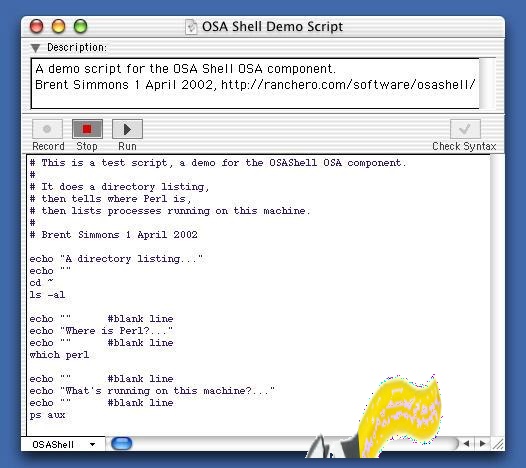 OSA Shell Demo Script
Description:
A demo script for the OSA Shell OSA component.
Brent Simmons 1 April 2002, http://ranchero.com/software/osashell/
Record Stop Run Check Syntax
# This is a test script, a demo for the OSAShell OSA component.
#
# It does a directory listing,
# then tells where Perl is,
# then lists processes running on this machine.
#
# Brent Simmons 1 April 2002
echo "A directory listing..."
echo ""
cd ~
ls -al
echo "" #blank line
echo "Where is Perl?..."
echo "" #blank line
which perl
echo "" #blank line
echo "What's running on this machine?..."
echo "" #blank line
ps aux
OSAShell